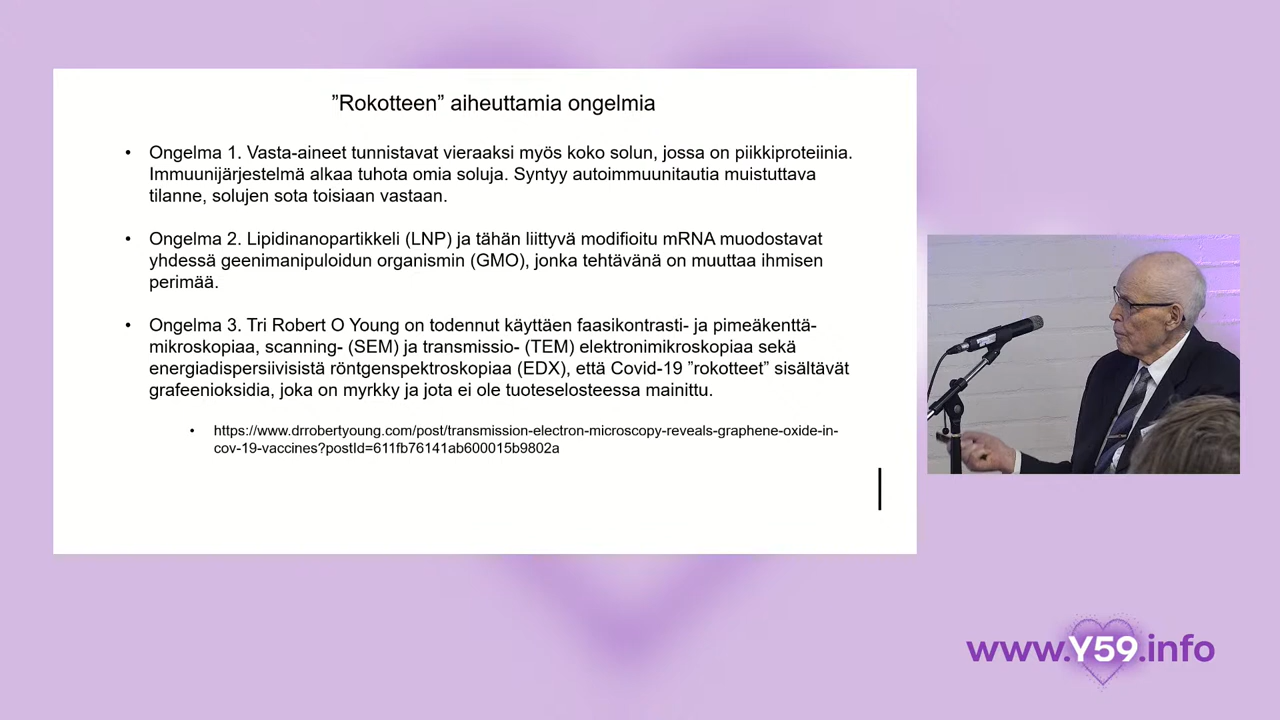 ”Rokotteen” aiheuttamia ongelmia
• Ongelma 1. Vasta-aineet tunnistavat vieraaksi myös koko solun, jossa on piikkiproteiinia.
Immuunijärjestelmä alkaa tuhota omia soluja. Syntyy autoimmuunitautia muistuttava
tilanne, solujen sota toisiaan vastaan.
• Ongelma 2. Lipidinanopartikkeli (LNP) ja tähän liittyvä modifioitu mRNA muodostavat
yhdessä geenimanipuloidun organismin (GMO), jonka tehtävänä on muuttaa ihmisen
perimää.
• Ongelma 3. Tri Robert O Young on todennut käyttäen faasikontrasti- ja pimeäkenttä-
mikroskopiaa, scanning- (SEM) ja transmissio- (TEM) elektronimikroskopiaa sekä
energiadispersiivisistä röntgenspektroskopiaa (EDX), että Covid-19 ”rokotteet” sisältävät
grafeenioksidia, joka on myrkky ja jota ei ole tuoteselosteessa mainittu.
• https://www.drrobertyoung.com/post/transmission-electron-microscopy-reveals-graphene-oxide-in-
cov-19-vaccines?postId=611fb76141ab600015b9802a
www.Y59.info